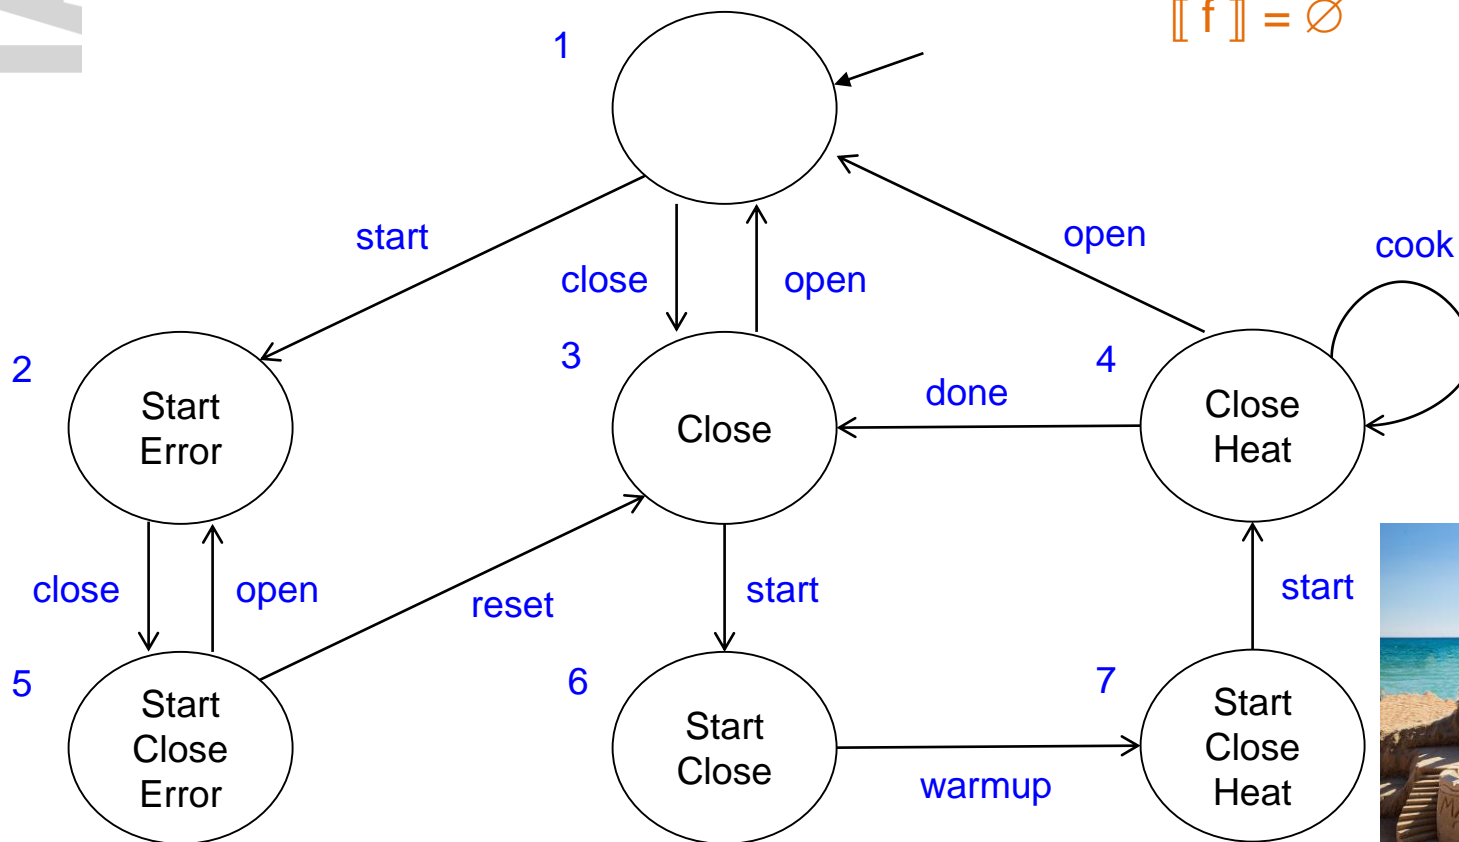 ⟦ f ⟧ = ∅
1
start
close
open
open
cook
2
Start
Error
3
Close
done
4
Close
Heat
close
open
reset
start
start
5
Start
Close
Error
6
Start
Close
warmup
7
Start
Close
Heat